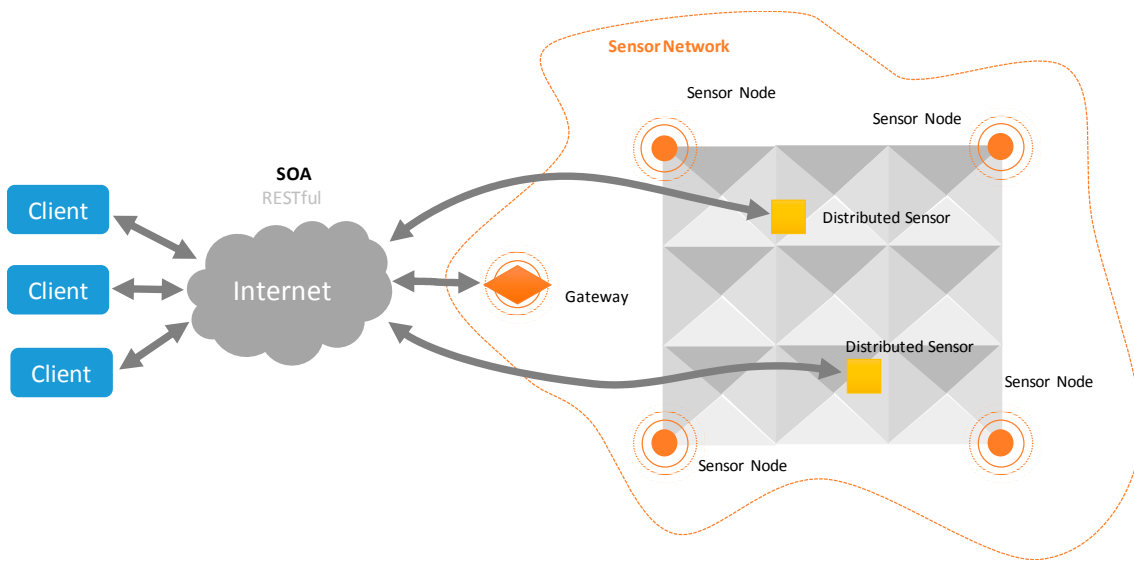 Sensor Network
Sensor Node
Sensor Node
SOA
RESTful
Client
Distributed Sensor
Client
Internet
Gateway
Distributed Sensor
Client
Sensor Node
Sensor Node